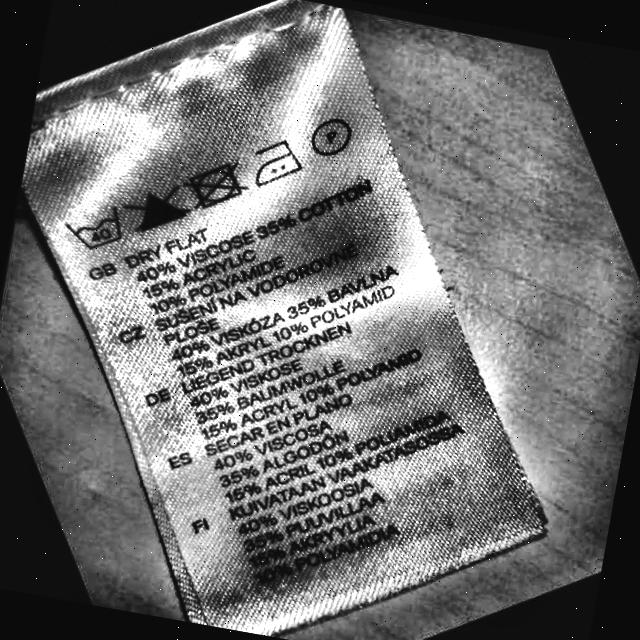 40
P
GB DRY FLAT
40% VISCOSE 35% COTTON
15% ACRYLIC
10% POLYAMIDE
CZ SUŠENÍ NA VODOROVNÉ
PLOŠE
40% VISKÓZA 35% BAVLNA
15% AKRYL 10% POLYAMID
DE LIEGEND TROCKNEN
40% VISKOSE
35% BAUMWOLLE
15% ACRYL 10% POLYAMID
ES SECAR EN PLANO
40% VISCOSA
35% ALGODÓN
15% ACRIL 10% POLIAMIDA
FI KUIVATAAN VAAKATASOSSA
40% VISKOOSIA
35% PUUVILLAA
15% AKRYYLIA
10% POLYAMIDIA